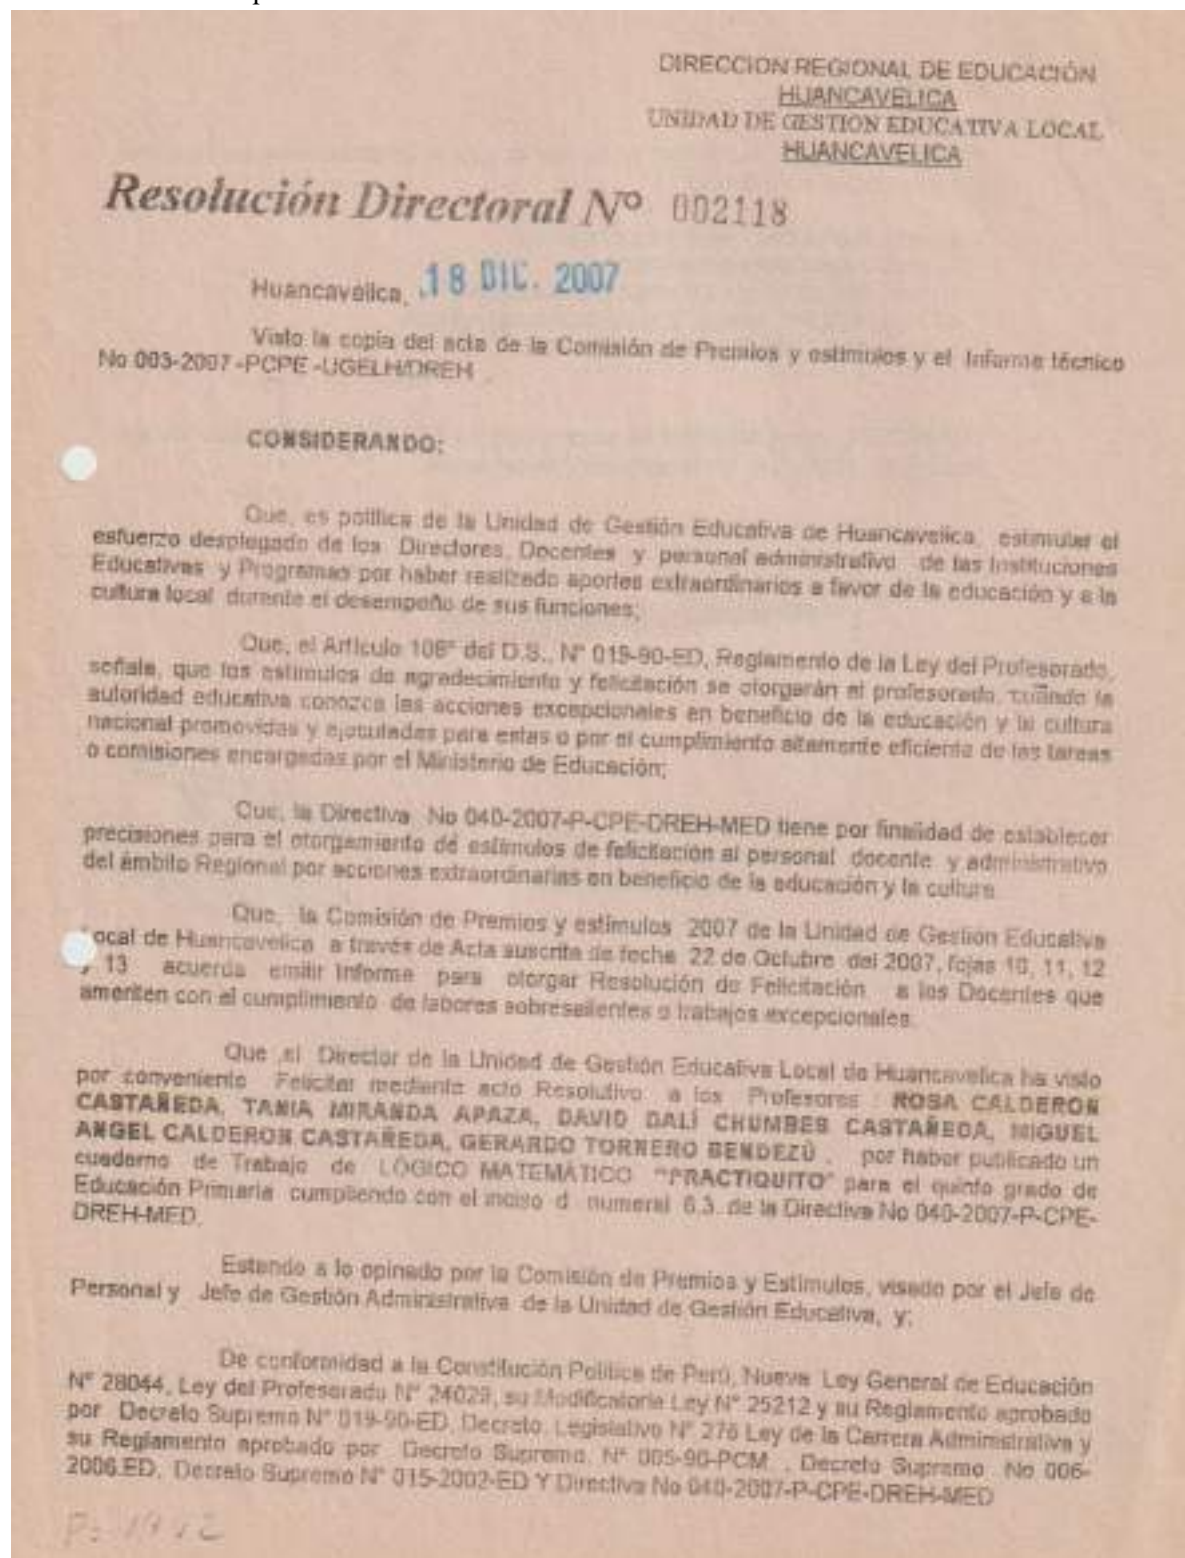 DIRECCION REGIONAL DE EDUCACIÓN
HUANCAVELICA
UNIDAD DE GESTION EDUCATIVA LOCAL
HUANCAVELICA
Resolución Directoral Nº 002118
Huancavelica, 18 DIC. 2007
Visto la copia del acta de la Comisión de Premios y estimulos y el Informe técnico
No 003-2007 -PCPE -UGELH/DREH
CONSIDERANDO:
Que, es política de la Unidad de Gestión Educativa de Huancavelica, estimular el
esfuerzo desplegado de los Directores, Docentes y personal administrativo de las Instituciones
Educativas y Programas por haber realizado aportes extraordinarios a favor de la educación y a la
cultura local durante el desempeño de sus funciones;
Que, el Artículo 106º del D.S., Nº 019-90-ED, Reglamento de la Ley del Profesorado,
señala, que los estimulos de agradecimiento y felicitación se otorgarán al profesorado, cuando la
autoridad educativa conozca las acciones excepcionales en beneficio de la educación y la cultura
nacional promovidas y ejecutadas para estas o por el cumplimiento altamente eficiente de las tareas
o comisiones encargadas por el Ministerio de Educación;
Que, la Directiva No 040-2007-P-CPE-DREH-MED tiene por finalidad de establecer
precisiones para el otorgamiento de estímulos de felicitación al personal docente y administrativo
del ámbito Regional por acciones extraordinarias en beneficio de la educación y la cultura
Que, la Comisión de Premios y estimulos 2007 de la Unidad de Gestion Educativa
ocal de Huancavelica a través de Acta suscrita de fecha 22 de Octubre del 2007, fojas 10, 11, 12
y 13 acuerda emitir Informe para otorgar Resolución de Felicitación a los Docentes que
ameriten con el cumplimiento de labores sobresalientes o trabajos excepcionales.
Que ,el Director de la Unidad de Gestión Educativa Local de Huancavelica ha visto
por conveniente Felicitar mediante acto Resolutivo a los Profesores ROSA CALDERON
CASTAÑEDA, TANIA MIRANDA APAZA, DAVID DALÍ CHUMBES CASTAÑEDA, MIGUEL
ANGEL CALDERON CASTAÑEDA, GERARDO TORNERO BENDEZÚ , por haber publicado un
cuaderno de Trabajo de LÓGICO MATEMÁTICO "PRACTIQUITO" para el quinto grado de
Educación Primaria cumpliendo con el inciso d numeral 6.3. de la Directiva No 040-2007-P-CPE-
DREH-MED.
Estando a lo opinado por la Comisión de Premios y Estímulos, visado por el Jefe de
Personal y Jefe de Gestión Administrativa de la Unidad de Gestión Educativa, y;
De conformidad a la Constitución Política de Perú, Nueva Ley General de Educación
Nº 28044, Ley del Profesorado Nº 24029, su Modificatoria Ley Nº 25212 y su Reglamento aprobado
por Decreto Supremo Nº 019-90-ED, Decreto. Legislativo Nº 276 Ley de la Carrera Administrativa y
su Reglamento aprobado por Decreto Supremo. Nº 005-90-PCM. , Decreto Supremo No 006-
2006.ED, Decreto Supremo Nº 015-2002-ED Y Directiva No 040-2007-P-CPE-DREH-MED